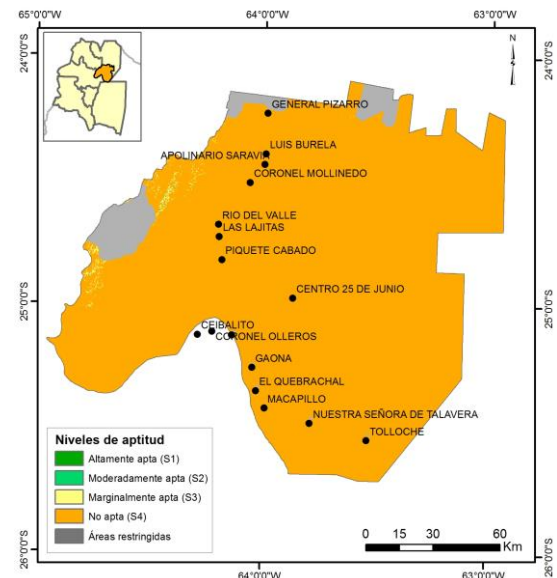 65°0'0"O
64°0'0"O
63°0'0"O
24°0'0"S
24°0'0"S
N
GENERAL PIZARRO
LUIS BURELA
APOLINARIO SARAVIA
CORONEL MOLLINEDO
RIO DEL VALLE
LAS LAJITAS
PIQUETE CABADO
CENTRO 25 DE JUNIO
25°0'0"S
25°0'0"S
CEIBALITO
CORONEL OLLEROS
GAONA
EL QUEBRACHAL
MACAPILLO
NUESTRA SEÑORA DE TALAVERA
TOLLOCHE
Niveles de aptitud
Altamente apta (S1)
Moderadamente apta (S2)
Marginalmente apta (S3)
No apta (S4)
Áreas restringidas
0 15 30 45 60
Km
26°0'0"S
26°0'0"S
64°0'0"O
63°0'0"O